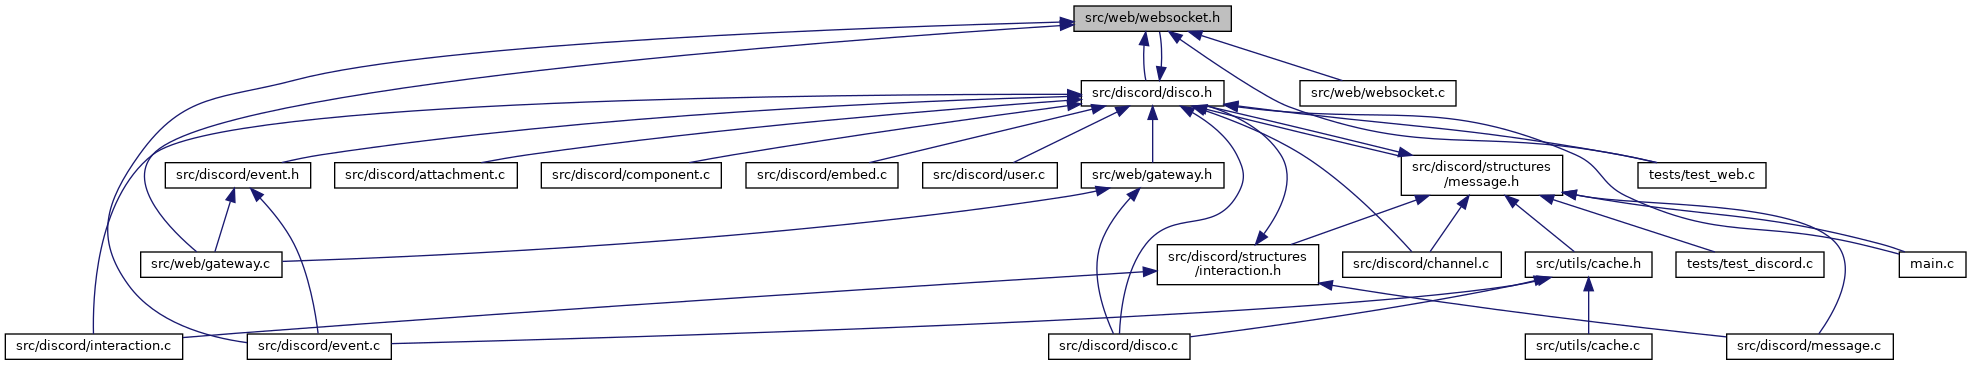 src/web/websocket.h
src/discord/disco.h
src/web/websocket.c
src/discord/event.h
src/discord/attachment.c
src/discord/component.c
src/discord/embed.c
src/discord/user.c
src/web/gateway.h
src/discord/structures
/message.h
tests/test_web.c
src/web/gateway.c
src/discord/structures
/interaction.h
src/discord/channel.c
src/utils/cache.h
tests/test_discord.c
main.c
src/discord/interaction.c
src/discord/event.c
src/discord/disco.c
src/utils/cache.c
src/discord/message.c